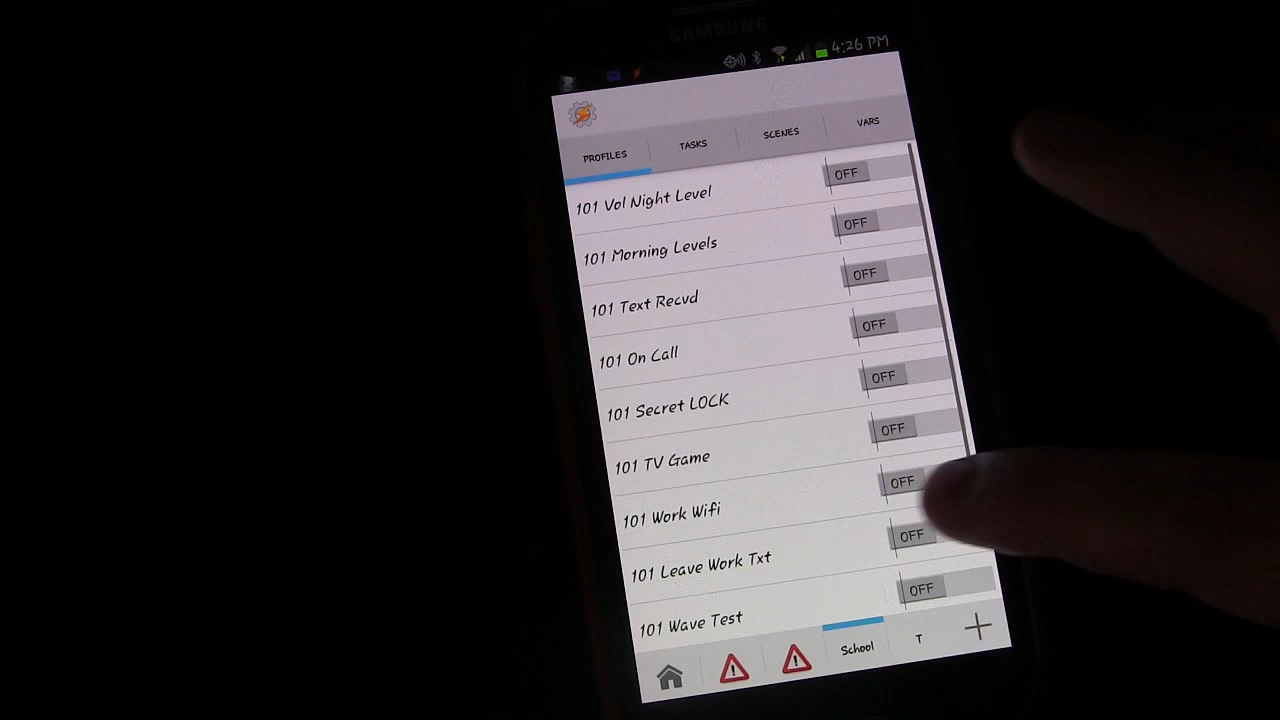 SAMSUNG
4:26 PM
PROFILES TASKS SCENES VARS
101 Vol Night Level OFF
101 Morning Levels OFF
101 Text Recvd OFF
101 On Call OFF
101 Secret LOCK OFF
101 TV Game OFF
101 Work Wifi OFF
101 Leave Work Txt OFF
101 Wave Test OFF
School T